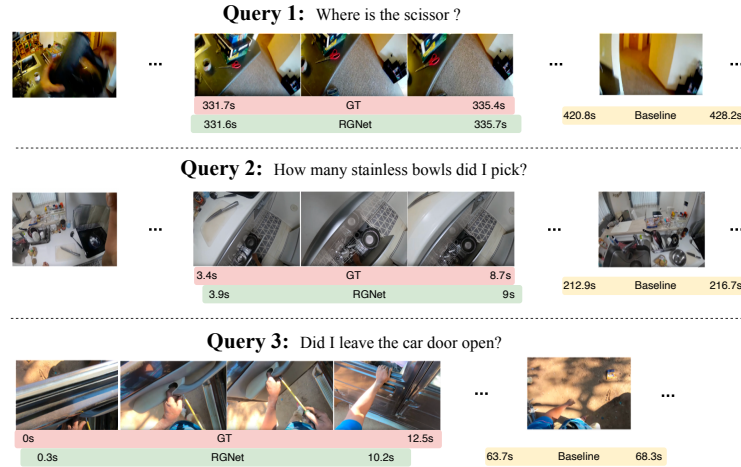 Query 1: Where is the scissor ?
... ...
331.7s GT 335.4s
331.6s RGNet 335.7s
420.8s Baseline 428.2s
Query 2: How many stainless bowls did I pick?
... ... ...
3.4s GT 8.7s
3.9s RGNet 9s
212.9s Baseline 216.7s
Query 3: Did I leave the car door open?
... ...
0s GT 12.5s
0.3s RGNet 10.2s
63.7s Baseline 68.3s